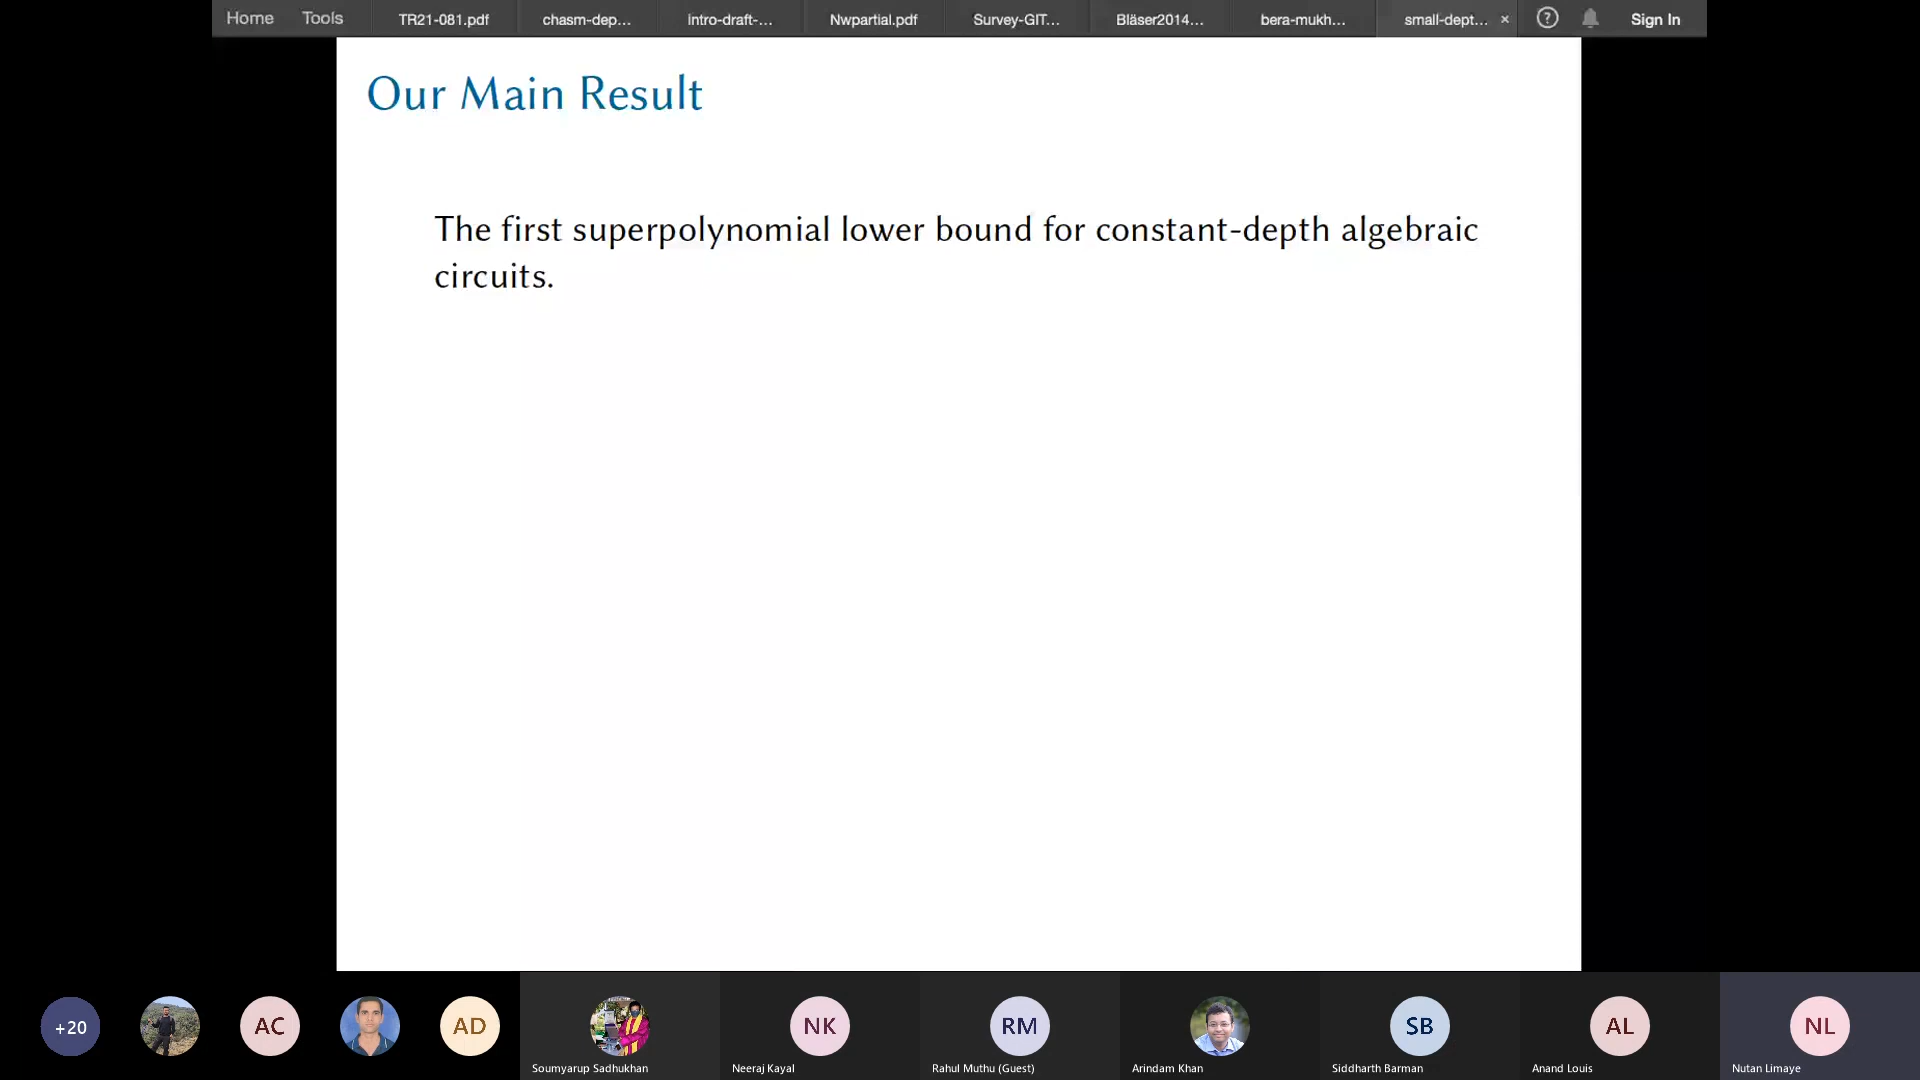 Home Tools TR21-081.pdf chasm-dep... intro-draft-... Nwpartial.pdf Survey-GIT... Bläser2014... bera-mukh... small-dept... × ? Sign In
Our Main Result
The first superpolynomial lower bound for constant-depth algebraic
circuits.
+20 AC AD NK RM SB AL NL
Soumyarup Sadhukhan Neeraj Kayal Rahul Muthu (Guest) Arindam Khan Siddharth Barman Anand Louis Nutan Limaye